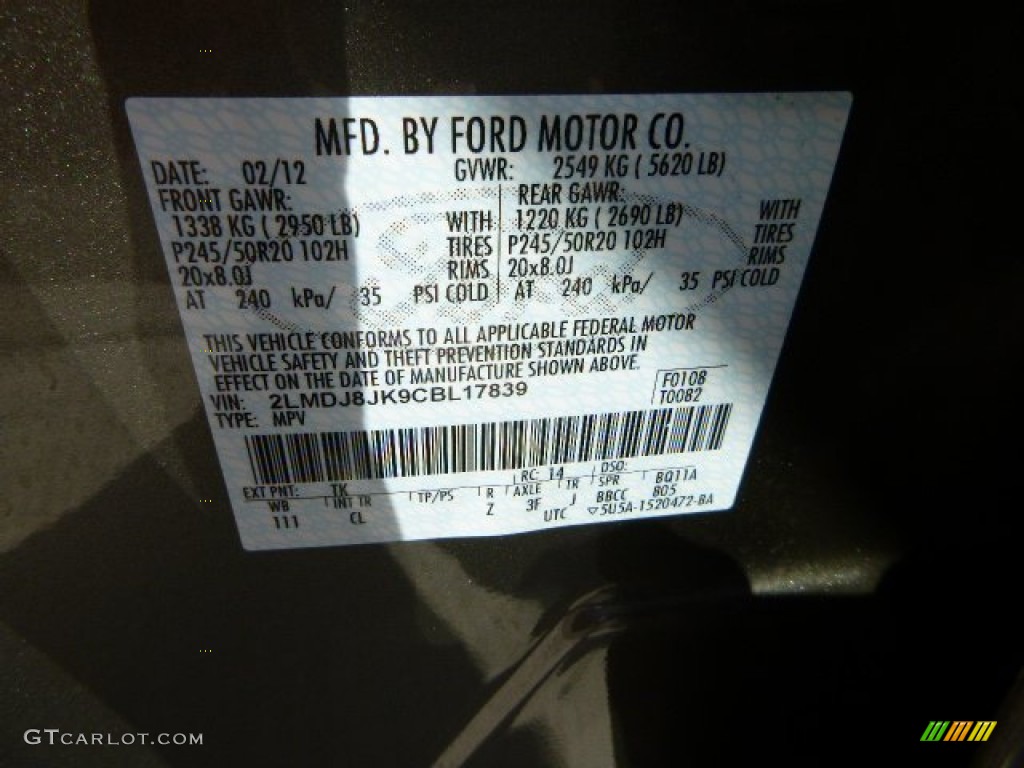 MFD. BY FORD MOTOR CO.
DATE: 02/12 GVWR: 2549 KG ( 5620 LB)
FRONT GAWR: REAR GAWR:
1338 KG ( 2950 LB) WITH 1220 KG ( 2690 LB) WITH
P245/50R20 102H TIRES P245/50R20 102H TIRES
20x8.0J RIMS 20x8.0J RIMS
AT 240 kPa/ 35 PSI COLD AT 240 kPa/ 35 PSI COLD
THIS VEHICLE CONFORMS TO ALL APPLICABLE FEDERAL MOTOR
VEHICLE SAFETY AND THEFT PREVENTION STANDARDS IN
EFFECT ON THE DATE OF MANUFACTURE SHOWN ABOVE.
VIN: 2LMDJ8JK9CBL17839 F0108
TYPE: MPV T0082
EXT PNT: TK RC: 14 DSO: BQ11A
WB INT TR TP/PS R AXLE TR SPR 805
111 CL Z 3F J BBCC
UTC ▽5U5A-1520472-BA
GTCARLOT.COM